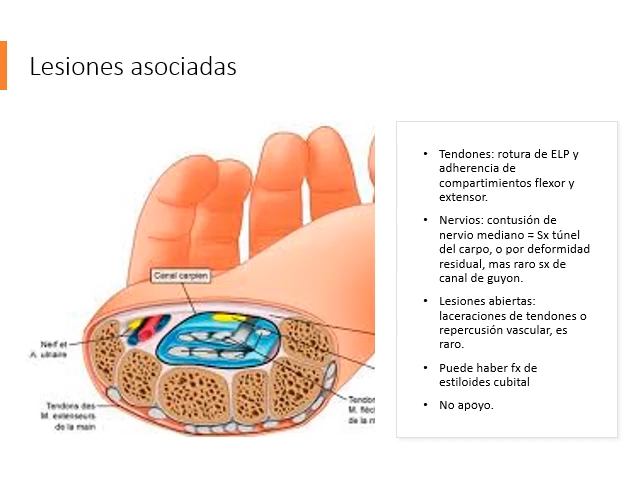 Lesiones asociadas
Canal carpien
Nerf et
A. ulnaire
Tendons des
M. extenseurs
de la main
Tendon
M. fléc
de la m
• Tendones: rotura de ELP y
adherencia de
compartimientos flexor y
extensor.
• Nervios: contusión de
nervio mediano = Sx túnel
del carpo, o por deformidad
residual, mas raro sx de
canal de guyon.
• Lesiones abiertas:
laceraciones de tendones o
repercusión vascular, es
raro.
• Puede haber fx de
estiloides cubital
• No apoyo.